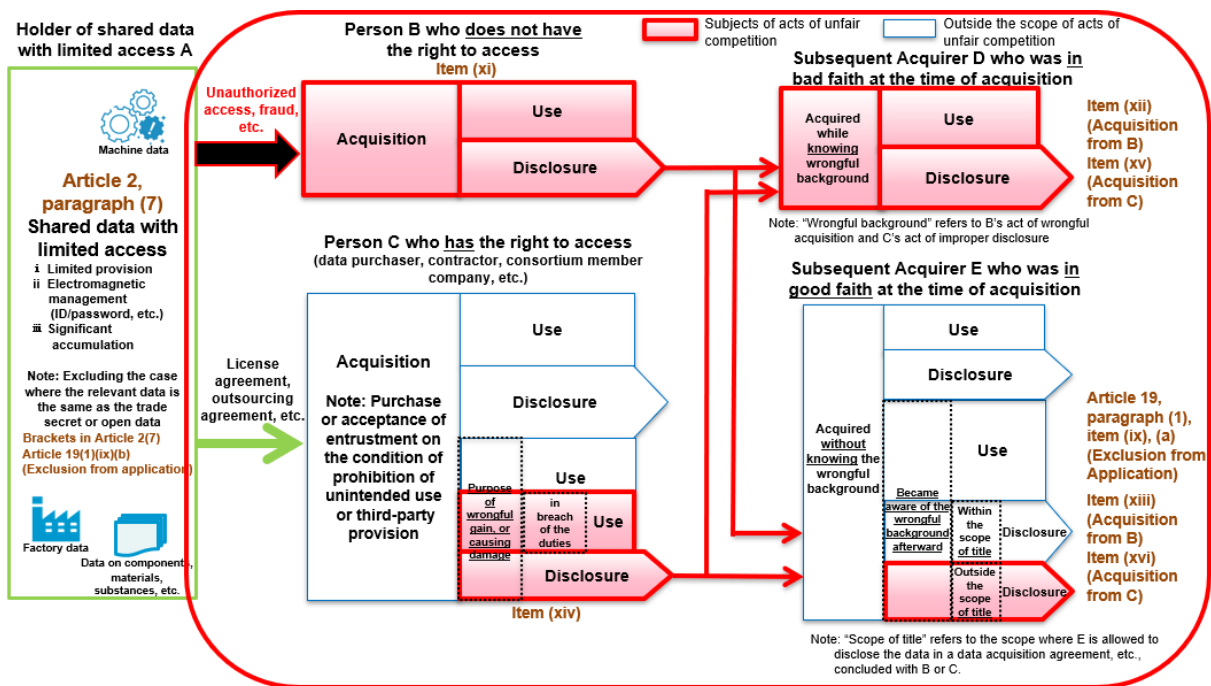 Holder of shared data
with limited access A
Machine data
Article 2,
paragraph (7)
Shared data with
limited access
i Limited provision
ii Electromagnetic
management
(ID/password, etc.)
iii Significant
accumulation
Note: Excluding the case
where the relevant data is
the same as the trade
secret or open data
Brackets in Article 2(7)
Article 19(1)(ix)(b)
(Exclusion from application)
Factory data
Data on components,
materials,
substances, etc.
Unauthorized
access, fraud,
etc.
License
agreement,
outsourcing
agreement, etc.
Person B who does not have
the right to access
Item (xi)
Acquisition
Use
Disclosure
Person C who has the right to access
(data purchaser, contractor, consortium member
company, etc.)
Acquisition
Note: Purchase
or acceptance of
entrustment on
the condition of
prohibition of
unintended use
or third-party
provision
Use
Disclosure
Purpose
of
wrongful
gain, or
causing
damage
Use
in
breach
of the
duties
Use
Disclosure
Item (xiv)
Subjects of acts of unfair
competition
Outside the scope of acts of
unfair competition
Subsequent Acquirer D who was in
bad faith at the time of acquisition
Acquired
while
knowing
wrongful
background
Use
Disclosure
Item (xii)
(Acquisition
from B)
Item (xv)
(Acquisition
from C)
Note: “Wrongful background” refers to B’s act of wrongful
acquisition and C’s act of improper disclosure
Subsequent Acquirer E who was in
good faith at the time of acquisition
Acquired
without
knowing the
wrongful
background
Use
Disclosure
Use
Became
aware of the
wrongful
background
afterward
Within the
scope
of title
Disclosure
Outside
the
scope
of title
Disclosure
Article 19,
paragraph (1),
item (ix), (a)
(Exclusion from
Application)
Item (xiii)
(Acquisition
from B)
Item (xvi)
(Acquisition
from C)
Note: “Scope of title” refers to the scope where E is allowed to
disclose the data in a data acquisition agreement, etc.,
concluded with B or C.